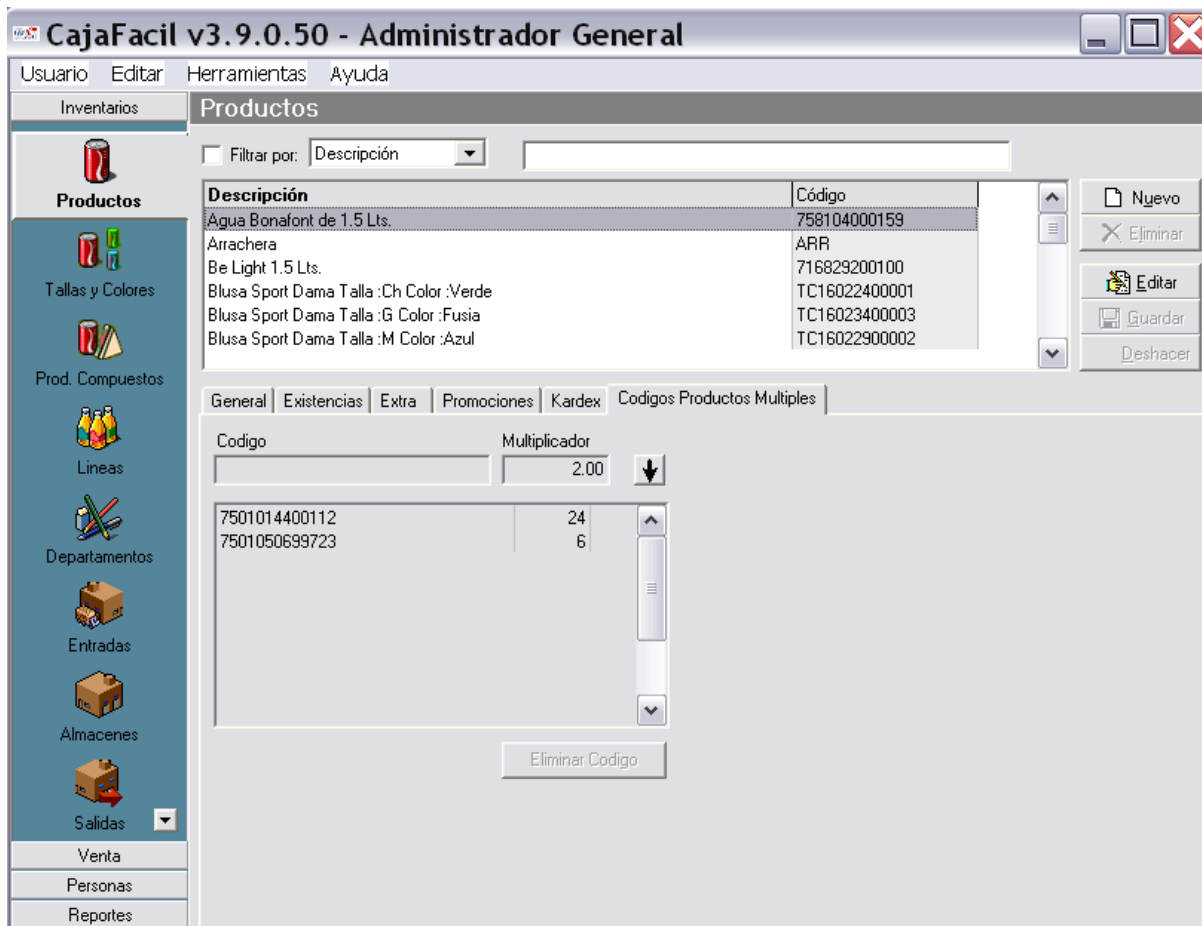 CajaFacil v3.9.0.50 - Administrador General
Usuario Editar Herramientas Ayuda
Inventarios
Productos
Tallas y Colores
Prod. Compuestos
Lineas
Departamentos
Entradas
Almacenes
Salidas
Venta
Personas
Reportes
Productos
Filtrar por: Descripción
Descripción Código
Agua Bonafont de 1.5 Lts. 758104000159
Arrachera ARR
Be Light 1.5 Lts. 716829200100
Blusa Sport Dama Talla :Ch Color :Verde TC16022400001
Blusa Sport Dama Talla :G Color :Fusia TC16023400003
Blusa Sport Dama Talla :M Color :Azul TC16022900002
Nuevo
Eliminar
Editar
Guardar
Deshacer
General Existencias Extra Promociones Kardex Codigos Productos Multiples
Codigo Multiplicador
2.00
7501014400112 24
7501050699723 6
Eliminar Codigo